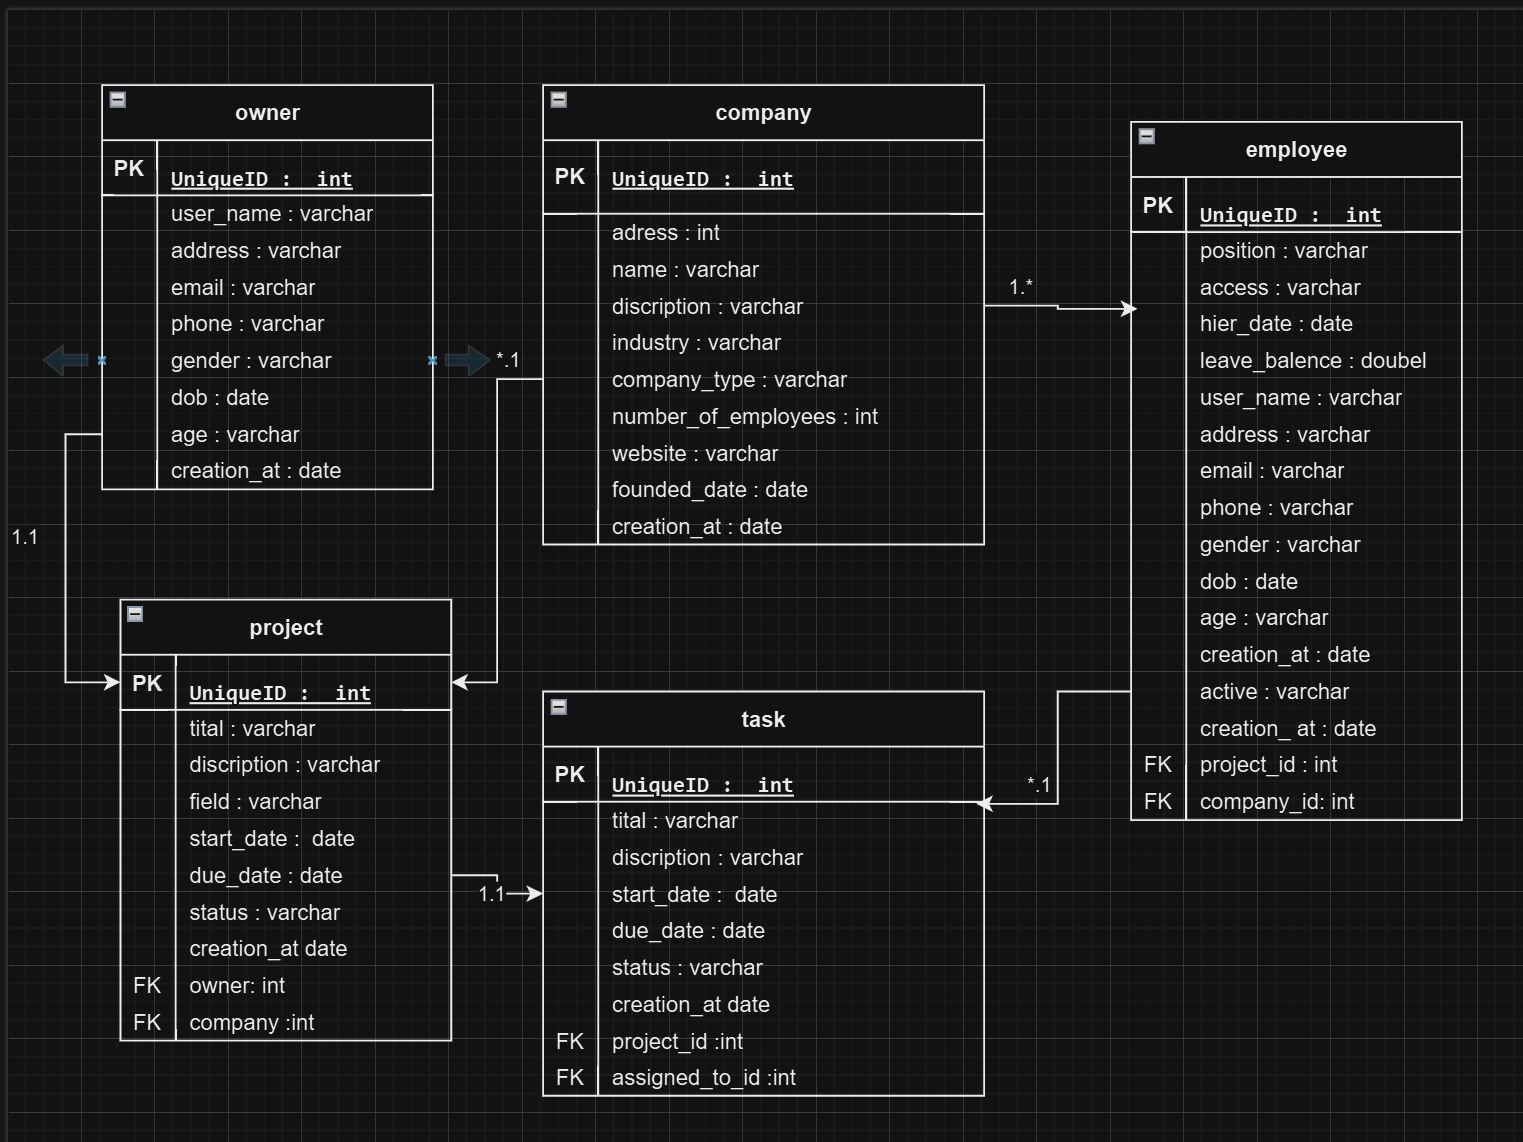 owner
PK
UniqueID :  int
user_name : varchar
address : varchar
email : varchar
phone : varchar
gender : varchar
dob : date
age : varchar
creation_at : date
company
PK
UniqueID :  int
adress : int
name : varchar
discription : varchar
industry : varchar
company_type : varchar
number_of_employees : int
website : varchar
founded_date : date
creation_at : date
employee
PK
UniqueID :  int
position : varchar
access : varchar
hier_date : date
leave_balence : doubel
user_name : varchar
address : varchar
email : varchar
phone : varchar
gender : varchar
dob : date
age : varchar
creation_at : date
active : varchar
creation_ at : date
FK project_id : int
FK company_id: int
1.*
*.1
1.1
project
PK
UniqueID :  int
tital : varchar
discription : varchar
field : varchar
start_date :  date
due_date : date
status : varchar
creation_at date
FK owner: int
FK company :int
1.1
*.1
task
PK
UniqueID :  int
tital : varchar
discription : varchar
start_date :  date
due_date : date
status : varchar
creation_at date
FK project_id :int
FK assigned_to_id :int